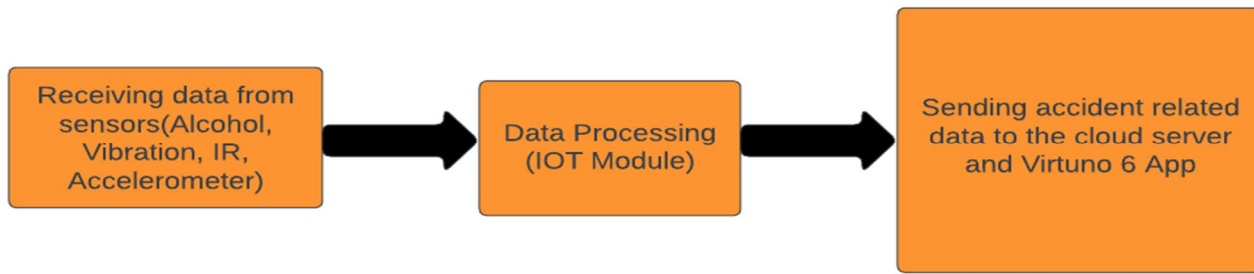 Receiving data from
sensors(Alcohol,
Vibration, IR,
Accelerometer)
Data Processing
(IOT Module)
Sending accident related
data to the cloud server
and Virtuno 6 App